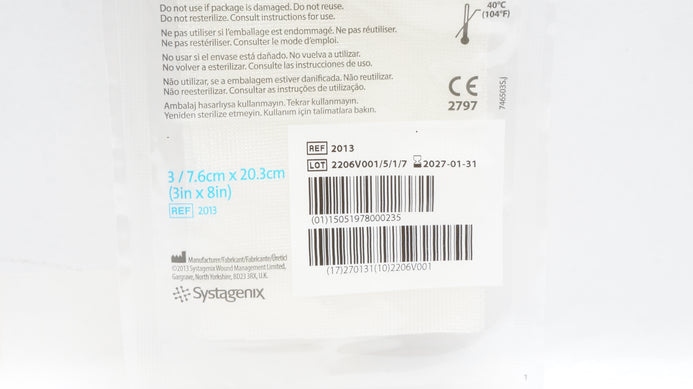 Do not use if package is damaged. Do not reuse.
Do not resterilize. Consult instructions for use.
Ne pas utiliser si l'emballage est endommagé. Ne pas réutiliser.
Ne pas restériliser. Consulter le mode d'emploi.
No usar si el envase está dañado. No vuelva a utilizar.
No volver a esterilizar. Consulte las instrucciones de uso.
Não utilizar, se a embalagem estiver danificada. Não reutilizar.
Não reesterilizar. Consultar as instruções de utilização.
Ambalaj hasarlıysa kullanmayın. Tekrar kullanmayın.
Yeniden sterilize etmeyin. Kullanım için talimatlara bakın.
40°C
(104°F)
CE
2797
746503SJ
3 / 7.6cm x 20.3cm
(3in x 8in)
REF 2013
REF 2013
LOT 2206V001/5/1/7 2027-01-31
(01)15051978000235
(17)270131(10)2206V001
Manufacturer/Fabricant/Fabricante/Üretici
©2013 Systagenix Wound Management Limited,
Gargrave, North Yorkshire, BD23 3RX, U.K.
Systagenix
1